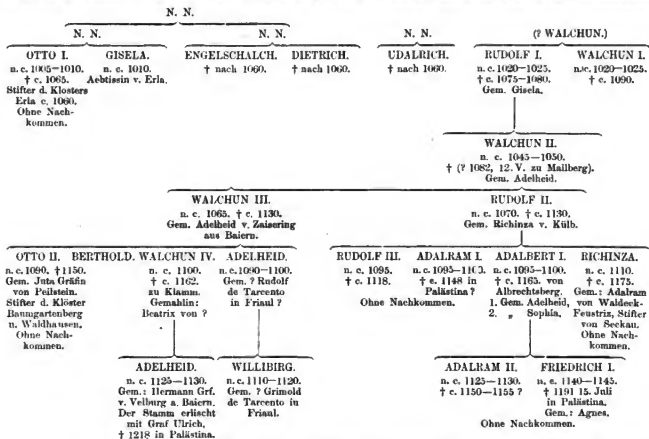 N. N.
N. N.
N. N.
N. N.
(? WALCHUN.)
OTTO I.
n. c. 1005—1010.
† c. 1065.
Stifter d. Klosters
Erla c. 1060.
Ohne Nach-
kommen.
GISELA.
n. c. 1010.
Aebtissin v. Erla.
ENGELSCHALCH.
† nach 1060.
DIETRICH.
† nach 1060.
UDALRICH.
† nach 1060.
RUDOLF I.
n. c. 1020—1025.
† c. 1075—1080.
Gem. Gisela.
WALCHUN I.
n. c. 1020—1025.
† c. 1090.
WALCHUN II.
n. c. 1045—1050.
† (? 1082, 12. V. zu Mailberg).
Gem. Adelheid.
WALCHUN III.
n. c. 1065. † c. 1130.
Gem. Adelheid v. Zaisering
aus Baiern.
RUDOLF II.
n. c. 1070. † c. 1130.
Gem. Richinza v. Külb.
OTTO II.
n. c. 1090. † 1150.
Gem. Juta Gräfin
von Peilstein.
Stifter d. Klöster
Baumgartenberg
u. Waldhausen.
Ohne Nach-
kommen.
BERTHOLD.
WALCHUN IV.
n. c. 1100.
† c. 1162.
zu Klamm.
Gemahlin:
Beatrix von ?
ADELHEID.
n. c. 1090—1100.
Gem. ? Rudolf
de Tarcento
in Friaul ?
RUDOLF III.
n. c. 1095.
† c. 1118.
ADALRAM I.
n. c. 1095—1100.
† c. 1148 in
Palästina ?
Ohne Nachkommen.
ADALBERT I.
n. c. 1095—1100.
† c. 1165. von
Albrechtsberg.
1. Gem. Adelheid,
2. „ Sophia.
RICHINZA.
n. c. 1110.
† c. 1175.
Gem.: Adalram
von Waldeck-
Feustriz, Stifter
von Seckau.
Ohne Nach-
kommen.
ADELHEID.
n. c. 1125—1130.
Gem.: Hermann Grf.
v. Velburg a. Baiern.
Der Stamm erlischt
mit Graf Ulrich,
† 1218 in Palästina.
WILLIBIRG.
n. c. 1110—1120.
Gem. ? Grimold
de Tarcento in
Friaul.
ADALRAM II.
n. c. 1125—1130.
† c. 1150—1155 ?
FRIEDRICH I.
n. c. 1140—1145.
† 1191 15. Juli
in Palästina.
Gem.: Agnes.
Ohne Nachkommen.